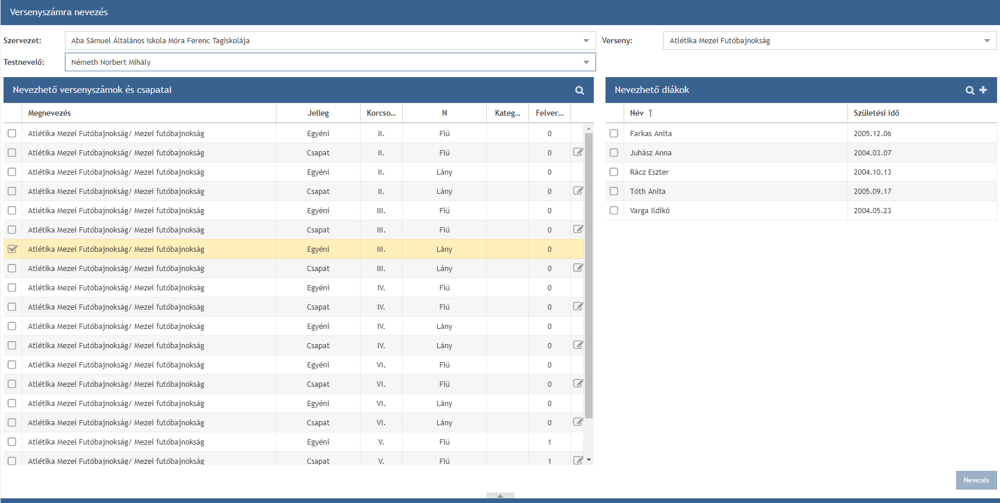 Versenyszámra nevezés
Szervezet: Aba Sámuel Általános Iskola Móra Ferenc Tagiskolája Verseny: Atlétika Mezei Futóbajnokság
Testnevelő: Németh Norbert Mihály
Nevezhető versenyszámok és csapatai
Megnevezés Jelleg Korcso... N Kateg... Felver...
Atlétika Mezei Futóbajnokság/ Mezei futóbajnokság Egyéni II. Fiú 0
Atlétika Mezei Futóbajnokság/ Mezei futóbajnokság Csapat II. Fiú 0
Atlétika Mezei Futóbajnokság/ Mezei futóbajnokság Egyéni II. Lány 0
Atlétika Mezei Futóbajnokság/ Mezei futóbajnokság Csapat II. Lány 0
Atlétika Mezei Futóbajnokság/ Mezei futóbajnokság Egyéni III. Fiú 0
Atlétika Mezei Futóbajnokság/ Mezei futóbajnokság Csapat III. Fiú 0
Atlétika Mezei Futóbajnokság/ Mezei futóbajnokság Egyéni III. Lány 0
Atlétika Mezei Futóbajnokság/ Mezei futóbajnokság Csapat III. Lány 0
Atlétika Mezei Futóbajnokság/ Mezei futóbajnokság Egyéni IV. Fiú 0
Atlétika Mezei Futóbajnokság/ Mezei futóbajnokság Csapat IV. Fiú 0
Atlétika Mezei Futóbajnokság/ Mezei futóbajnokság Egyéni IV. Lány 0
Atlétika Mezei Futóbajnokság/ Mezei futóbajnokság Csapat IV. Lány 0
Atlétika Mezei Futóbajnokság/ Mezei futóbajnokság Egyéni VI. Fiú 0
Atlétika Mezei Futóbajnokság/ Mezei futóbajnokság Csapat VI. Fiú 0
Atlétika Mezei Futóbajnokság/ Mezei futóbajnokság Egyéni VI. Lány 0
Atlétika Mezei Futóbajnokság/ Mezei futóbajnokság Csapat VI. Lány 0
Atlétika Mezei Futóbajnokság/ Mezei futóbajnokság Egyéni V. Fiú 1
Atlétika Mezei Futóbajnokság/ Mezei futóbajnokság Csapat V. Fiú 1
Nevezhető diákok
Név ↑ Születési idő
Farkas Anita 2005.12.06
Juhász Anna 2004.03.07
Rácz Eszter 2004.10.13
Tóth Anita 2005.09.17
Varga Ildikó 2004.05.23
Nevezés